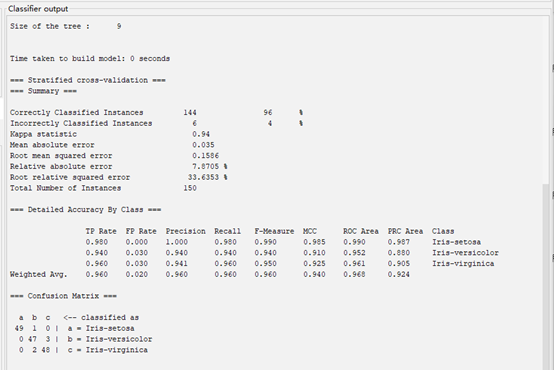 Classifier output
Size of the tree : 9
Time taken to build model: 0 seconds
=== Stratified cross-validation ===
=== Summary ===
Correctly Classified Instances 144 96 %
Incorrectly Classified Instances 6 4 %
Kappa statistic 0.94
Mean absolute error 0.035
Root mean squared error 0.1586
Relative absolute error 7.8705 %
Root relative squared error 33.6353 %
Total Number of Instances 150
=== Detailed Accuracy By Class ===
TP Rate FP Rate Precision Recall F-Measure MCC ROC Area PRC Area Class
0.980 0.000 1.000 0.980 0.990 0.985 0.990 0.987 Iris-setosa
0.940 0.030 0.940 0.940 0.940 0.910 0.952 0.880 Iris-versicolor
0.960 0.030 0.941 0.960 0.950 0.925 0.961 0.905 Iris-virginica
Weighted Avg. 0.960 0.020 0.960 0.960 0.960 0.940 0.968 0.924
=== Confusion Matrix ===
a b c <-- classified as
49 1 0 | a = Iris-setosa
0 47 3 | b = Iris-versicolor
0 2 48 | c = Iris-virginica